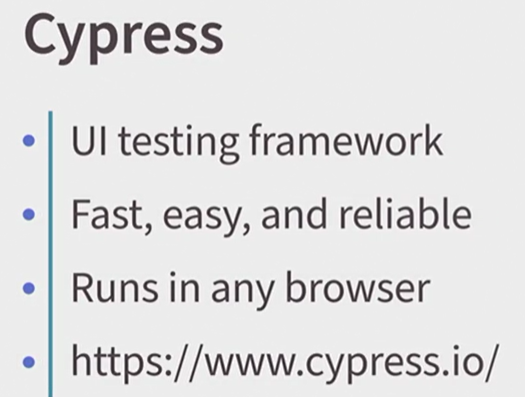 Cypress
UI testing framework
Fast, easy, and reliable
Runs in any browser
https://www.cypress.io/